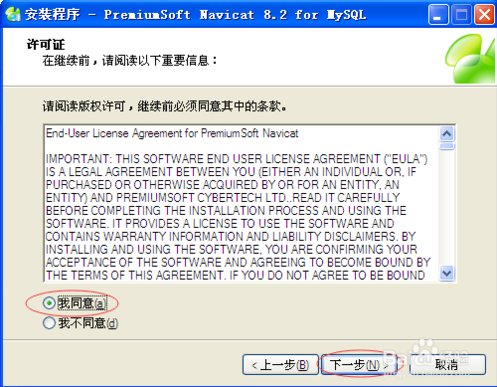 安装程序 - PremiumSoft Navicat 8.2 for MySQL
许可证
在继续前，请阅读以下重要信息：
请阅读版权许可，继续前必须同意其中的条款。
End-User License Agreement for PremiumSoft Navicat
IMPORTANT: THIS SOFTWARE END USER LICENSE AGREEMENT ("EULA")
IS A LEGAL AGREEMENT BETWEEN YOU (EITHER AN INDIVIDUAL OR, IF
PURCHASED OR OTHERWISE ACQUIRED BY OR FOR AN ENTITY, AN
ENTITY) AND PREMIUMSOFT CYBERTECH LTD..READ IT CAREFULLY
BEFORE COMPLETING THE INSTALLATION PROCESS AND USING THE
SOFTWARE. IT PROVIDES A LICENSE TO USE THE SOFTWARE AND
CONTAINS WARRANTY INFORMATION AND LIABILITY DISCLAIMERS. BY
INSTALLING AND USING THE SOFTWARE, YOU ARE CONFIRMING YOUR
ACCEPTANCE OF THE SOFTWARE AND AGREEING TO BECOME BOUND BY
THE TERMS OF THIS AGREEMENT. IF YOU DO NOT AGREE TO BE BOUND
我同意(a)
我不同意(d)
< 上一步(B) 下一步(N) > 取消